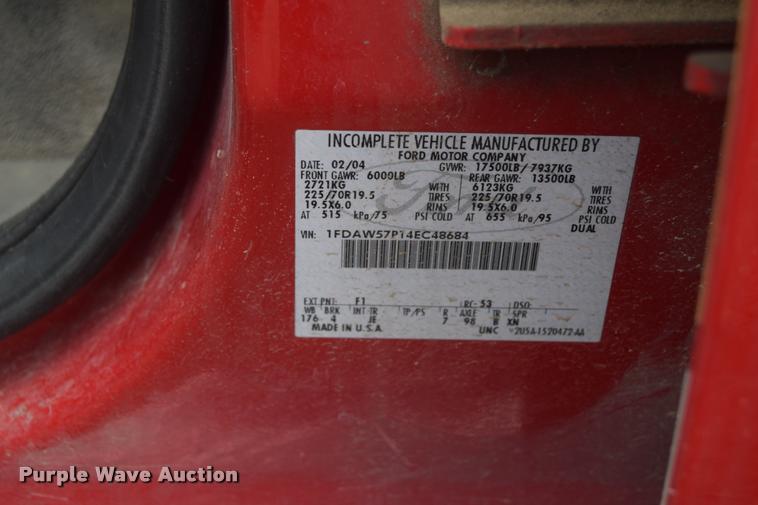 INCOMPLETE VEHICLE MANUFACTURED BY
FORD MOTOR COMPANY
DATE: 02/04 GVWR: 17500LB/ 7937KG
FRONT GAWR: 6000LB REAR GAWR: 13500LB
2721KG WITH 6123KG WITH
225/70R19.5 TIRES 225/70R19.5 TIRES
19.5X6.0 RIMS 19.5X6.0 RIMS
AT 515 kPa/75 PSI COLD AT 655 kPa/95 PSI COLD
DUAL
VIN: 1FDAW57P14EC48684
Ford
EXT PNT: F1 RC: 53 DSO:
WB BRK INT TR TP/PS R AXLE TR SPR
176 4 JE 7 98 B XN
MADE IN U.S.A. UNC 2U5A-1520472-AA
Purple Wave Auction